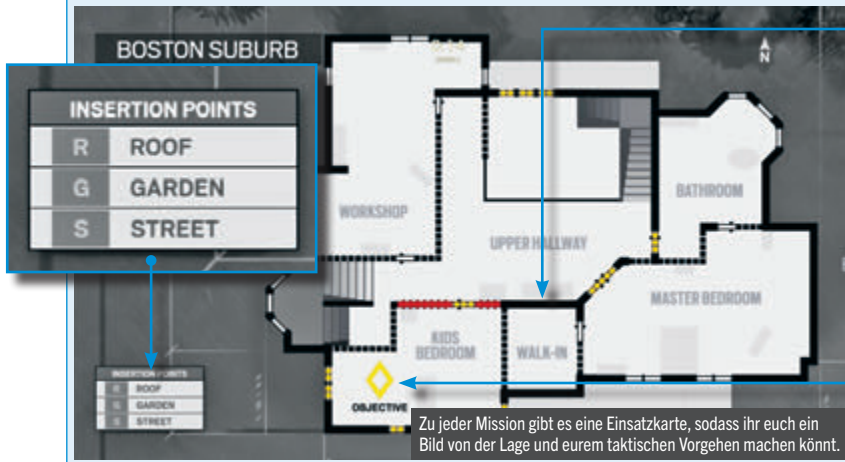 BOSTON SUBURB
INSERTION POINTS
R ROOF
G GARDEN
S STREET
N
WORKSHOP
UPPER HALLWAY
BATHROOM
MASTER BEDROOM
KIDS
BEDROOM
WALK-IN
OBJECTIVE
INSERTION POINTS
R ROOF
G GARDEN
S STREET
Zu jeder Mission gibt es eine Einsatzkarte, sodass ihr euch ein
Bild von der Lage und eurem taktischen Vorgehen machen könnt.